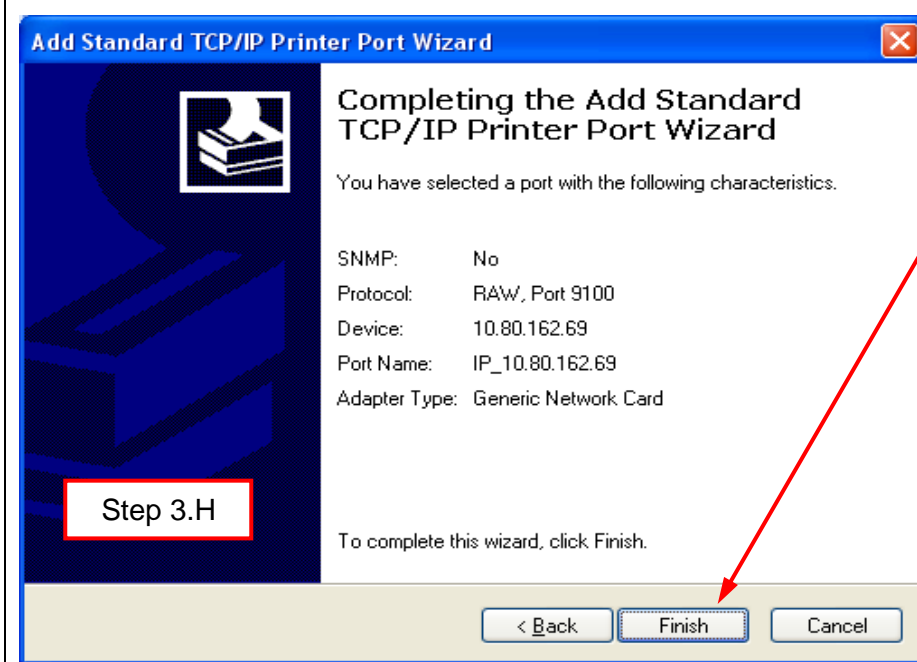 Add Standard TCP/IP Printer Port Wizard
Completing the Add Standard
TCP/IP Printer Port Wizard
You have selected a port with the following characteristics.
SNMP: No
Protocol: RAW, Port 9100
Device: 10.80.162.69
Port Name: IP_10.80.162.69
Adapter Type: Generic Network Card
Step 3.H
To complete this wizard, click Finish.
< Back Finish Cancel